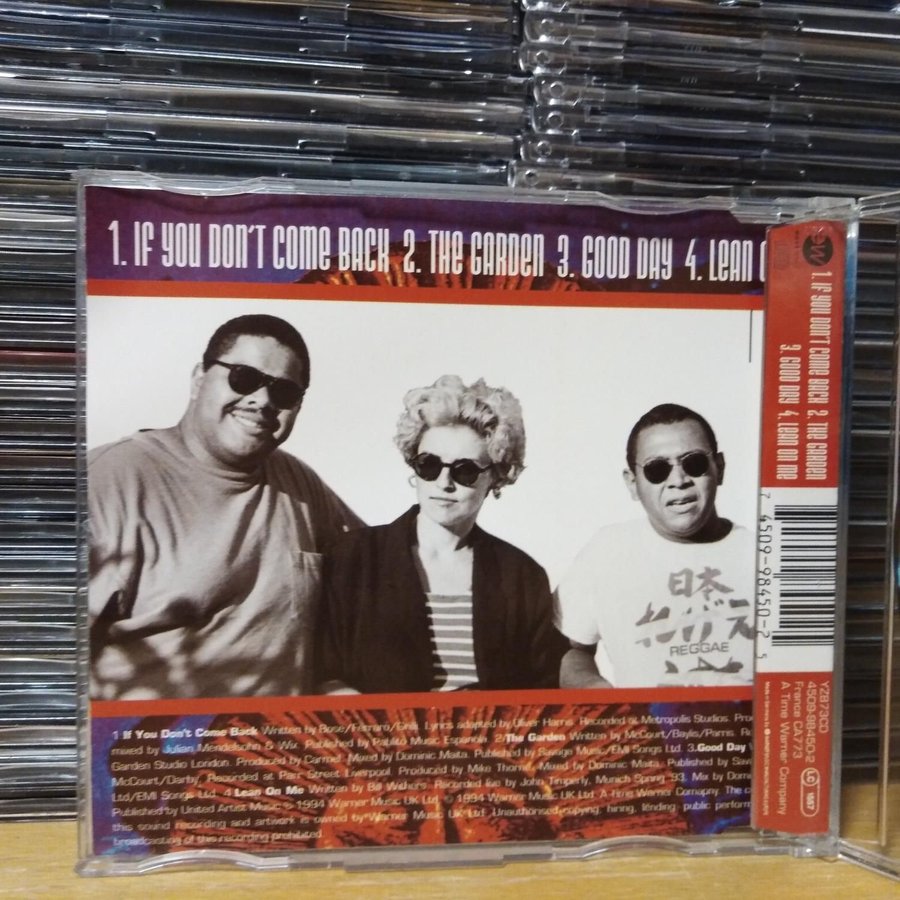 1. IF YOU DON'T COME BACK 2. THE GARDEN 3. GOOD DAY 4. LEAN
日本
REGGAE
1 If You Don't Come Back Written by Bose/Ferraro/Grilli. Lyrics adapted by Oliver Harris. Recorded at Metropolis Studios.
mixed by Julian Mendelsohn & Wix. Published by Pablito Music Espanola. 2/The Garden Written by McCourt/Baylis/Parris.
Garden Studio London. Produced by Carmel. Mixed by Dominic Maita. Published by Savage Music/EMI Songs Ltd. 3.Good Day
McCourt/Darby. Recorded at Parr Street Liverpool. Produced by Mike Thorne. Mixed by Dominic Maita. Published by
Ltd/EMI Songs Ltd. 4 Lean On Me Written by Bill Withers. Recorded live by John Timperly, Munich Spring '93. Mix by
Published by United Artist Music ℗ 1994 Warner Music UK Ltd. © 1994 Warner Music UK Ltd. A Time Warner Company. The
this sound recording and artwork is owned by Warner Music UK Ltd. Unauthorised copying, hiring, lending, public
broadcasting of this recording prohibited.
ew
1. IF YOU DON'T COME BACK 2. THE GARDEN
3. GOOD DAY 4. LEAN ON ME
7 4509-98450-2 5
YZ873CD
4509-98450-2
France CA773
A Time Warner Company
LC
1557